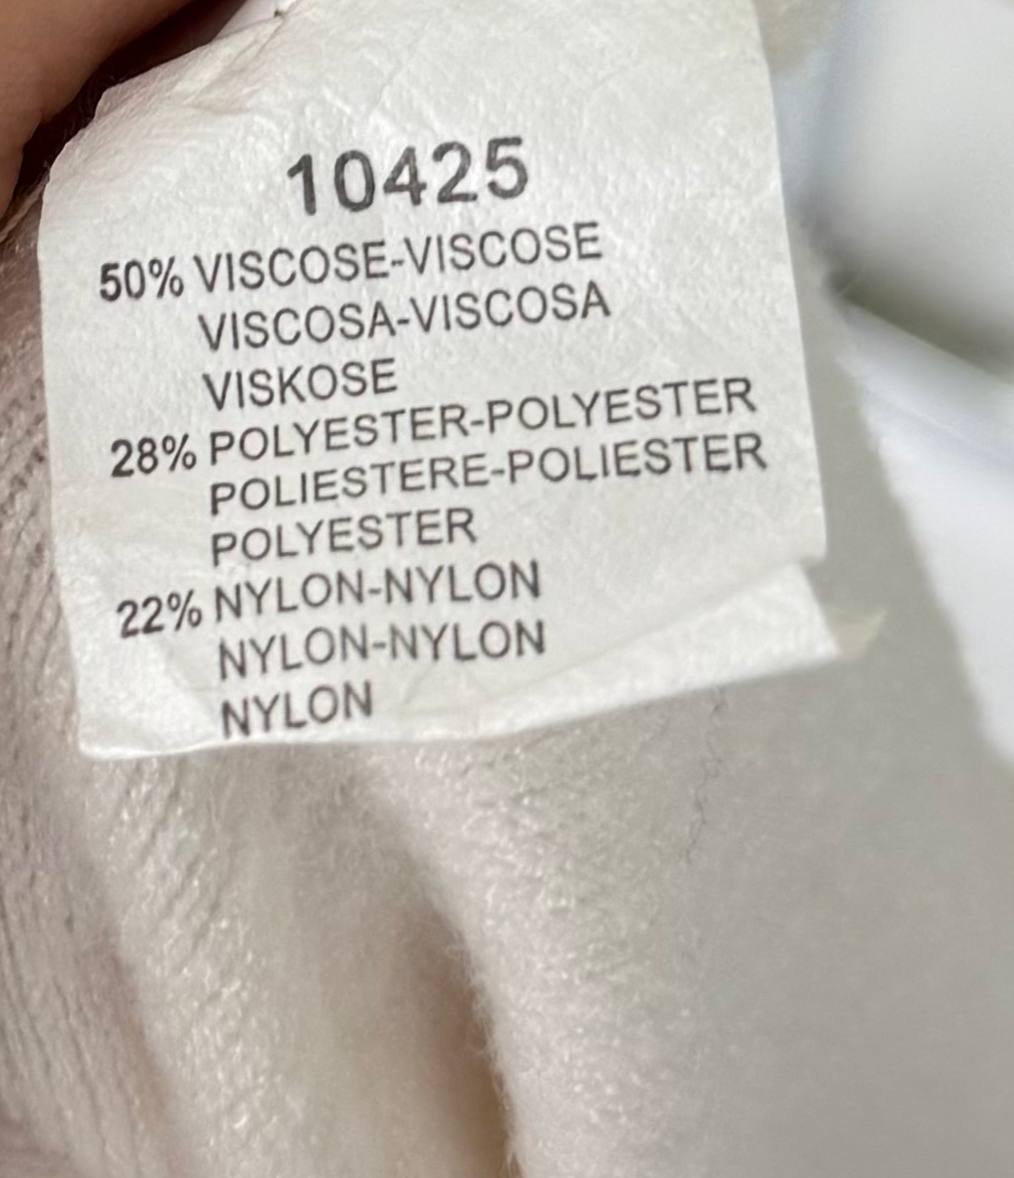 10425
50% VISCOSE-VISCOSE
VISCOSA-VISCOSA
VISKOSE
28% POLYESTER-POLYESTER
POLIESTERE-POLIESTER
POLYESTER
22% NYLON-NYLON
NYLON-NYLON
NYLON